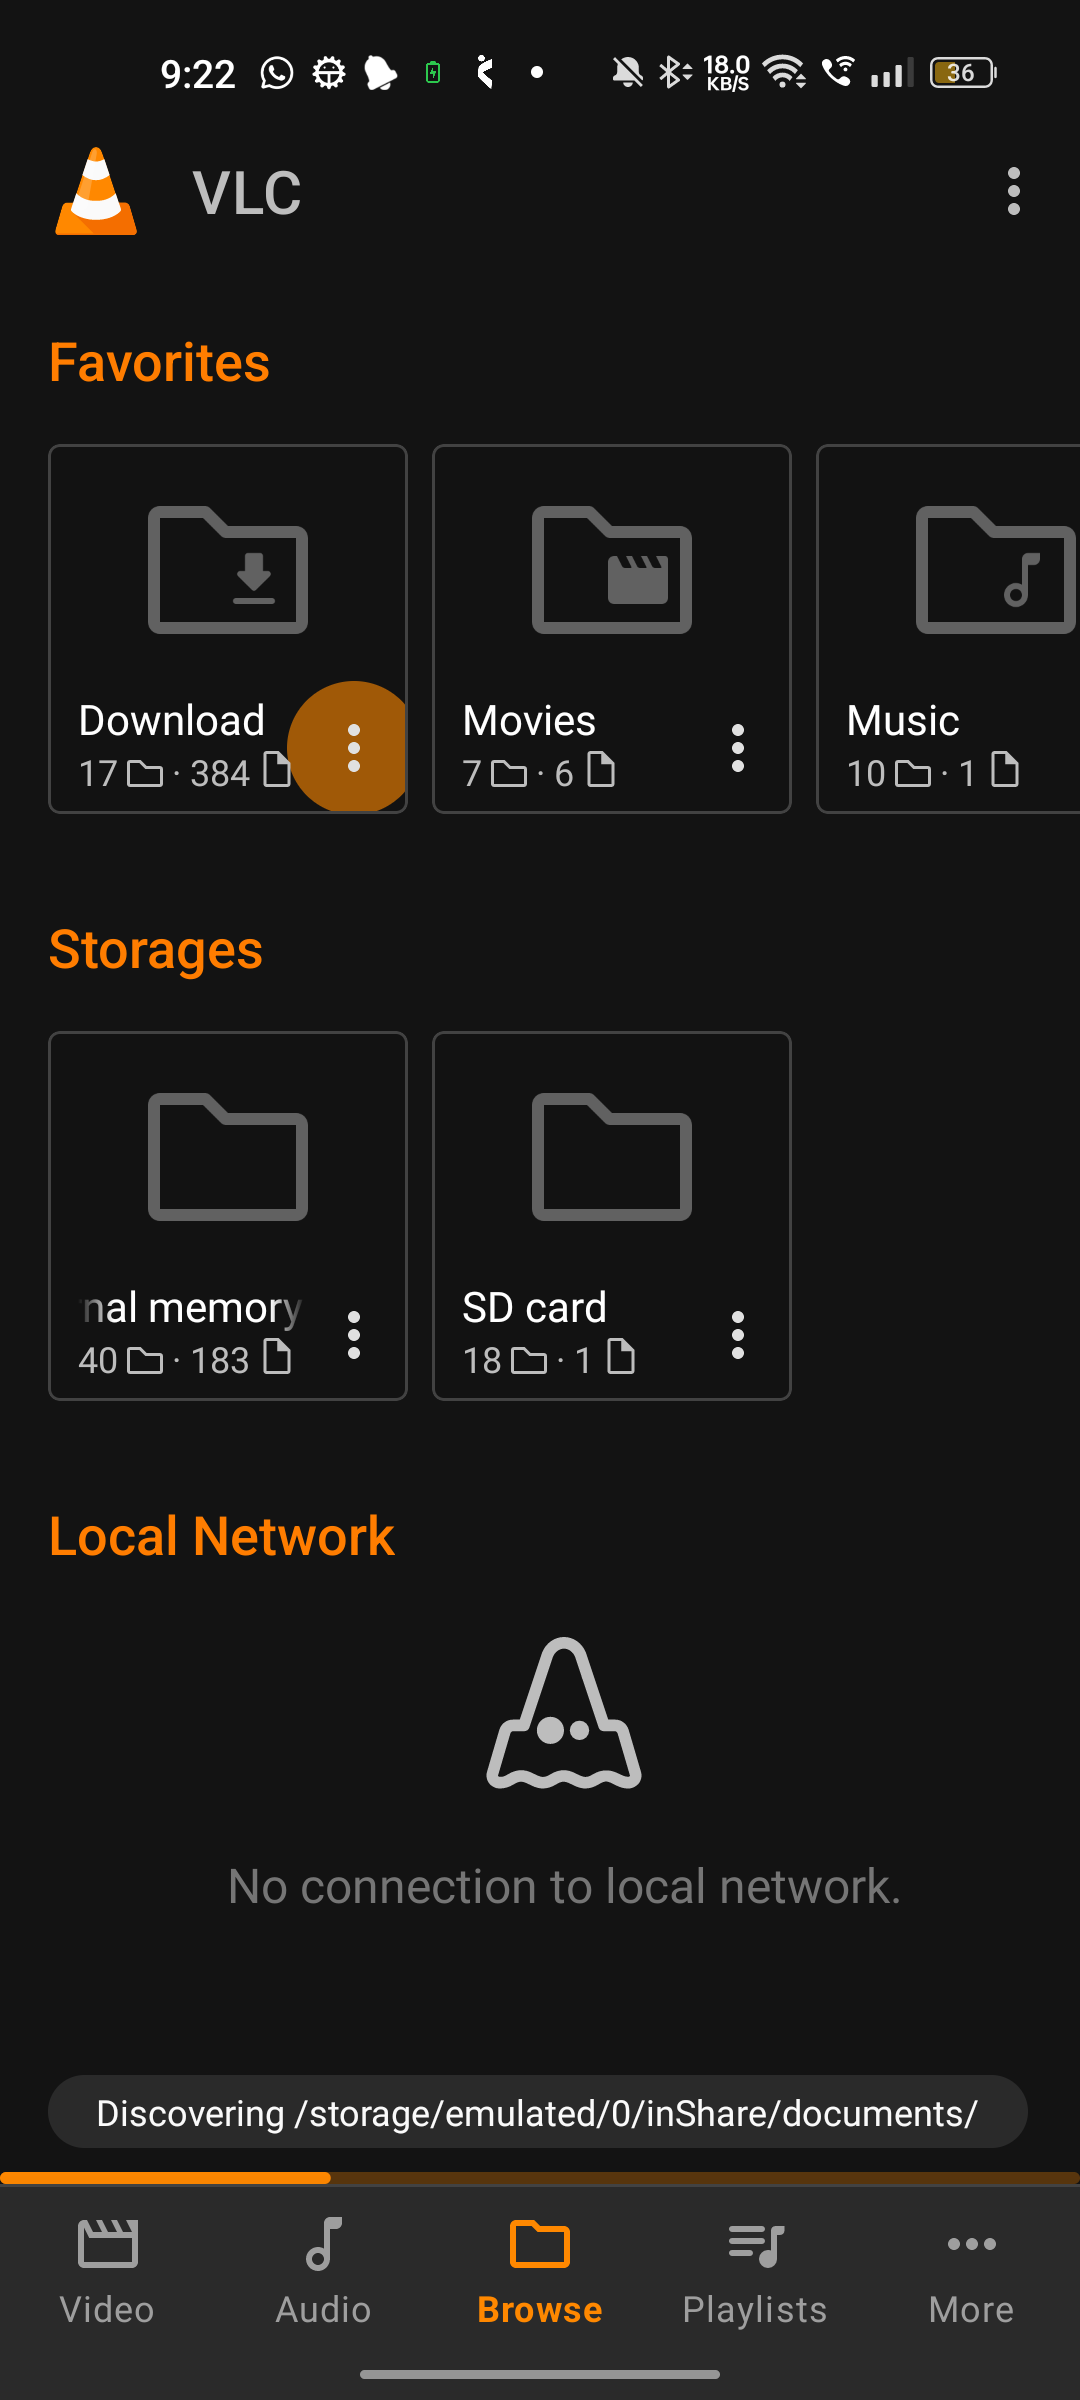 9:22
18.0
KB/S
36
VLC
Favorites
Download
17 · 384
Movies
7 · 6
Music
10 · 1
Storages
nal memory
40 · 183
SD card
18 · 1
Local Network
No connection to local network.
Discovering /storage/emulated/0/inShare/documents/
Video
Audio
Browse
Playlists
More